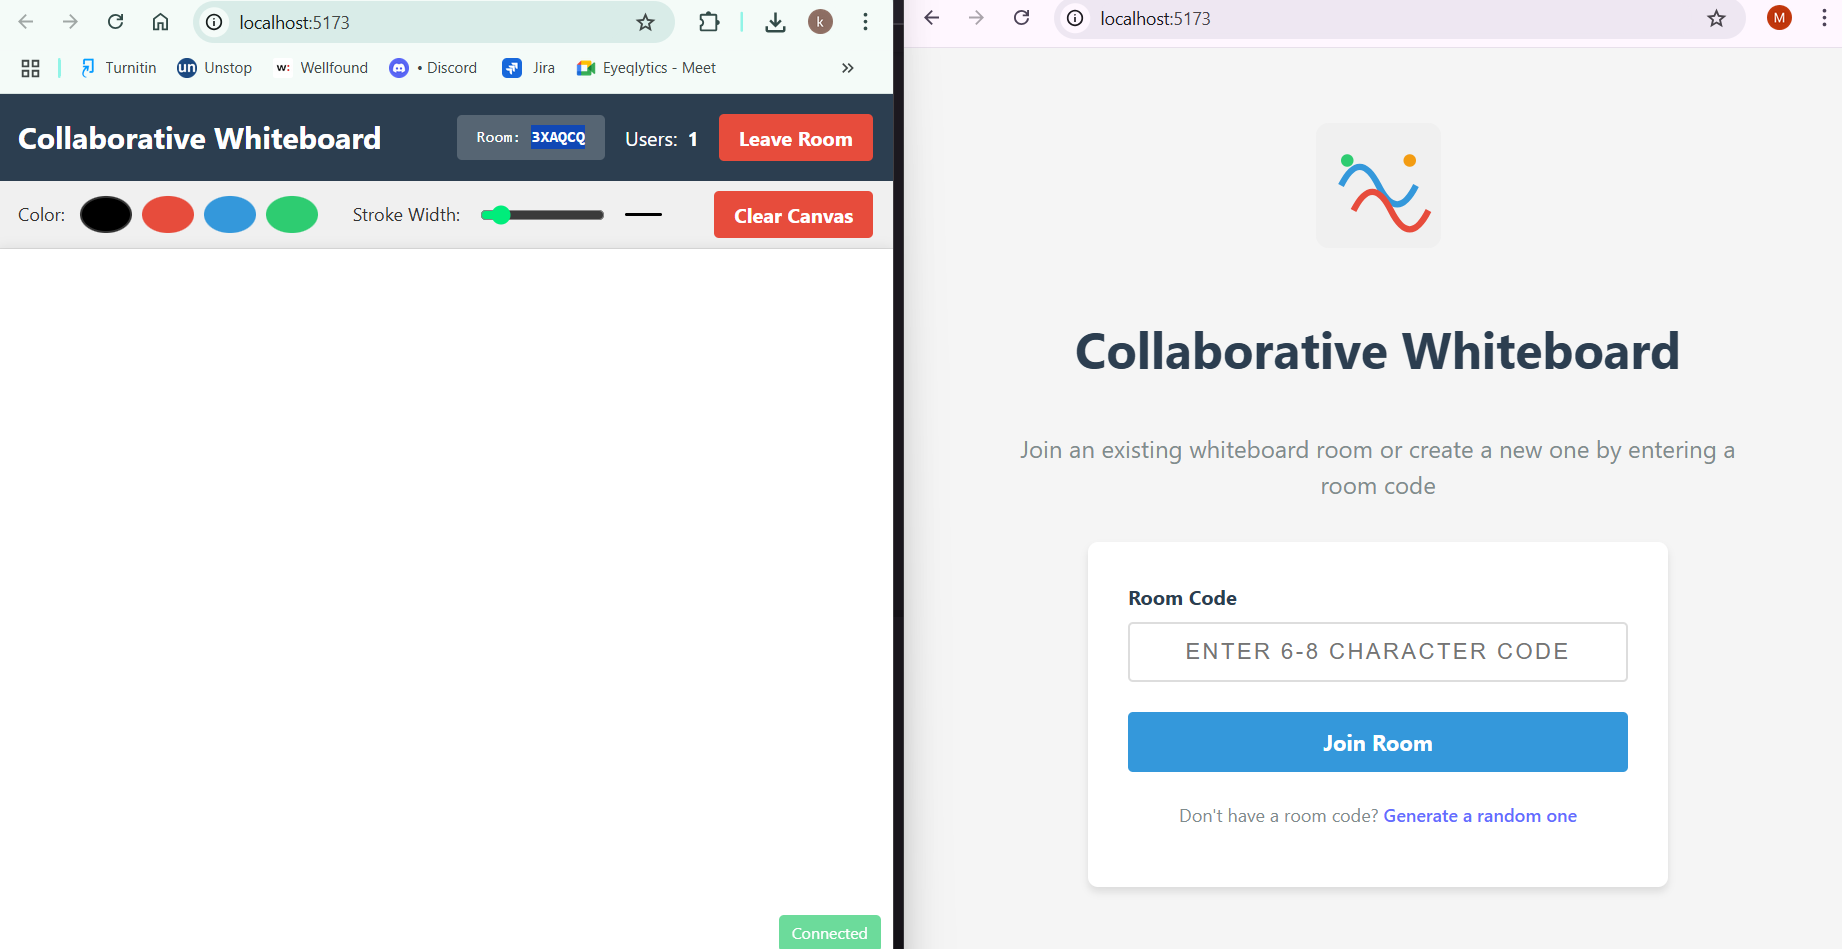 localhost:5173
k
Turnitin
un Unstop
w: Wellfound
• Discord
Jira
Eyeqlytics - Meet
»
Collaborative Whiteboard
Room: 3XAQCQ
Users: 1
Leave Room
Color:
Stroke Width:
Clear Canvas
Connected
localhost:5173
M
Collaborative Whiteboard
Join an existing whiteboard room or create a new one by entering a
room code
Room Code
ENTER 6-8 CHARACTER CODE
Join Room
Don't have a room code? Generate a random one